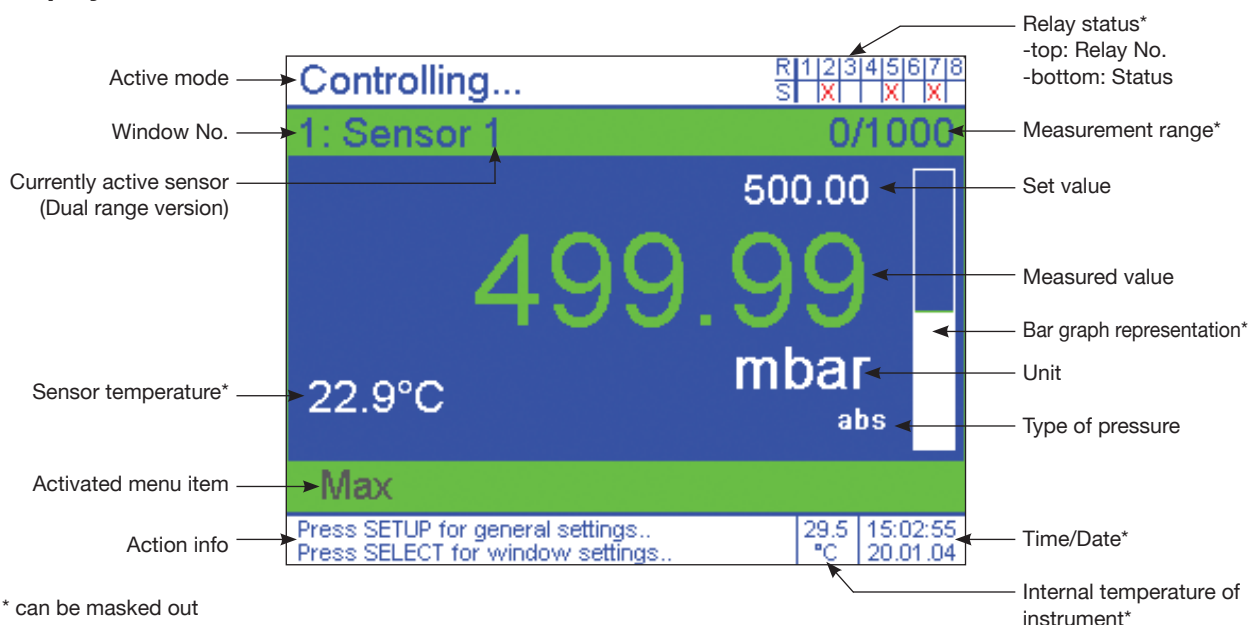 Relay status*
-top: Relay No.
-bottom: Status
Active mode
Controlling...
R 1 2 3 4 5 6 7 8
S X X X
Window No.
1: Sensor 1
0/1000
Measurement range*
Currently active sensor
(Dual range version)
500.00
Set value
499.99
Measured value
Bar graph representation*
mbar
Unit
Sensor temperature*
22.9°C
abs
Type of pressure
Activated menu item
Max
Action info
Press SETUP for general settings..
Press SELECT for window settings..
29.5
°C
15:02:55
20.01.04
Time/Date*
Internal temperature of
instrument*
* can be masked out